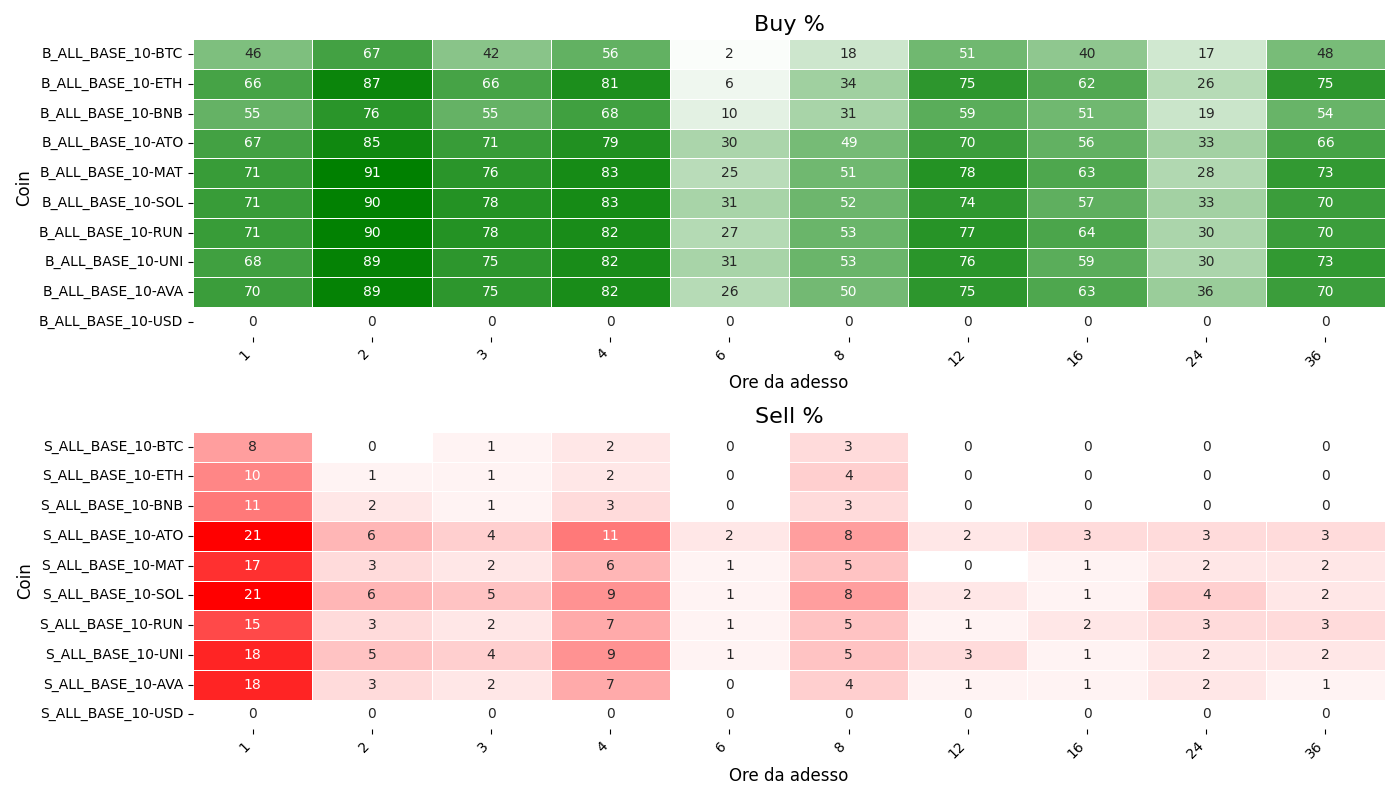 Buy %
Coin
B_ALL_BASE_10-BTC 46 67 42 56 2 18 51 40 17 48
B_ALL_BASE_10-ETH 66 87 66 81 6 34 75 62 26 75
B_ALL_BASE_10-BNB 55 76 55 68 10 31 59 51 19 54
B_ALL_BASE_10-ATO 67 85 71 79 30 49 70 56 33 66
B_ALL_BASE_10-MAT 71 91 76 83 25 51 78 63 28 73
B_ALL_BASE_10-SOL 71 90 78 83 31 52 74 57 33 70
B_ALL_BASE_10-RUN 71 90 78 82 27 53 77 64 30 70
B_ALL_BASE_10-UNI 68 89 75 82 31 53 76 59 30 73
B_ALL_BASE_10-AVA 70 89 75 82 26 50 75 63 36 70
B_ALL_BASE_10-USD 0 0 0 0 0 0 0 0 0 0
1 2 3 4 6 8 12 16 24 36
Ore da adesso
Sell %
Coin
S_ALL_BASE_10-BTC 8 0 1 2 0 3 0 0 0 0
S_ALL_BASE_10-ETH 10 1 1 2 0 4 0 0 0 0
S_ALL_BASE_10-BNB 11 2 1 3 0 3 0 0 0 0
S_ALL_BASE_10-ATO 21 6 4 11 2 8 2 3 3 3
S_ALL_BASE_10-MAT 17 3 2 6 1 5 0 1 2 2
S_ALL_BASE_10-SOL 21 6 5 9 1 8 2 1 4 2
S_ALL_BASE_10-RUN 15 3 2 7 1 5 1 2 3 3
S_ALL_BASE_10-UNI 18 5 4 9 1 5 3 1 2 2
S_ALL_BASE_10-AVA 18 3 2 7 0 4 1 1 2 1
S_ALL_BASE_10-USD 0 0 0 0 0 0 0 0 0 0
1 2 3 4 6 8 12 16 24 36
Ore da adesso